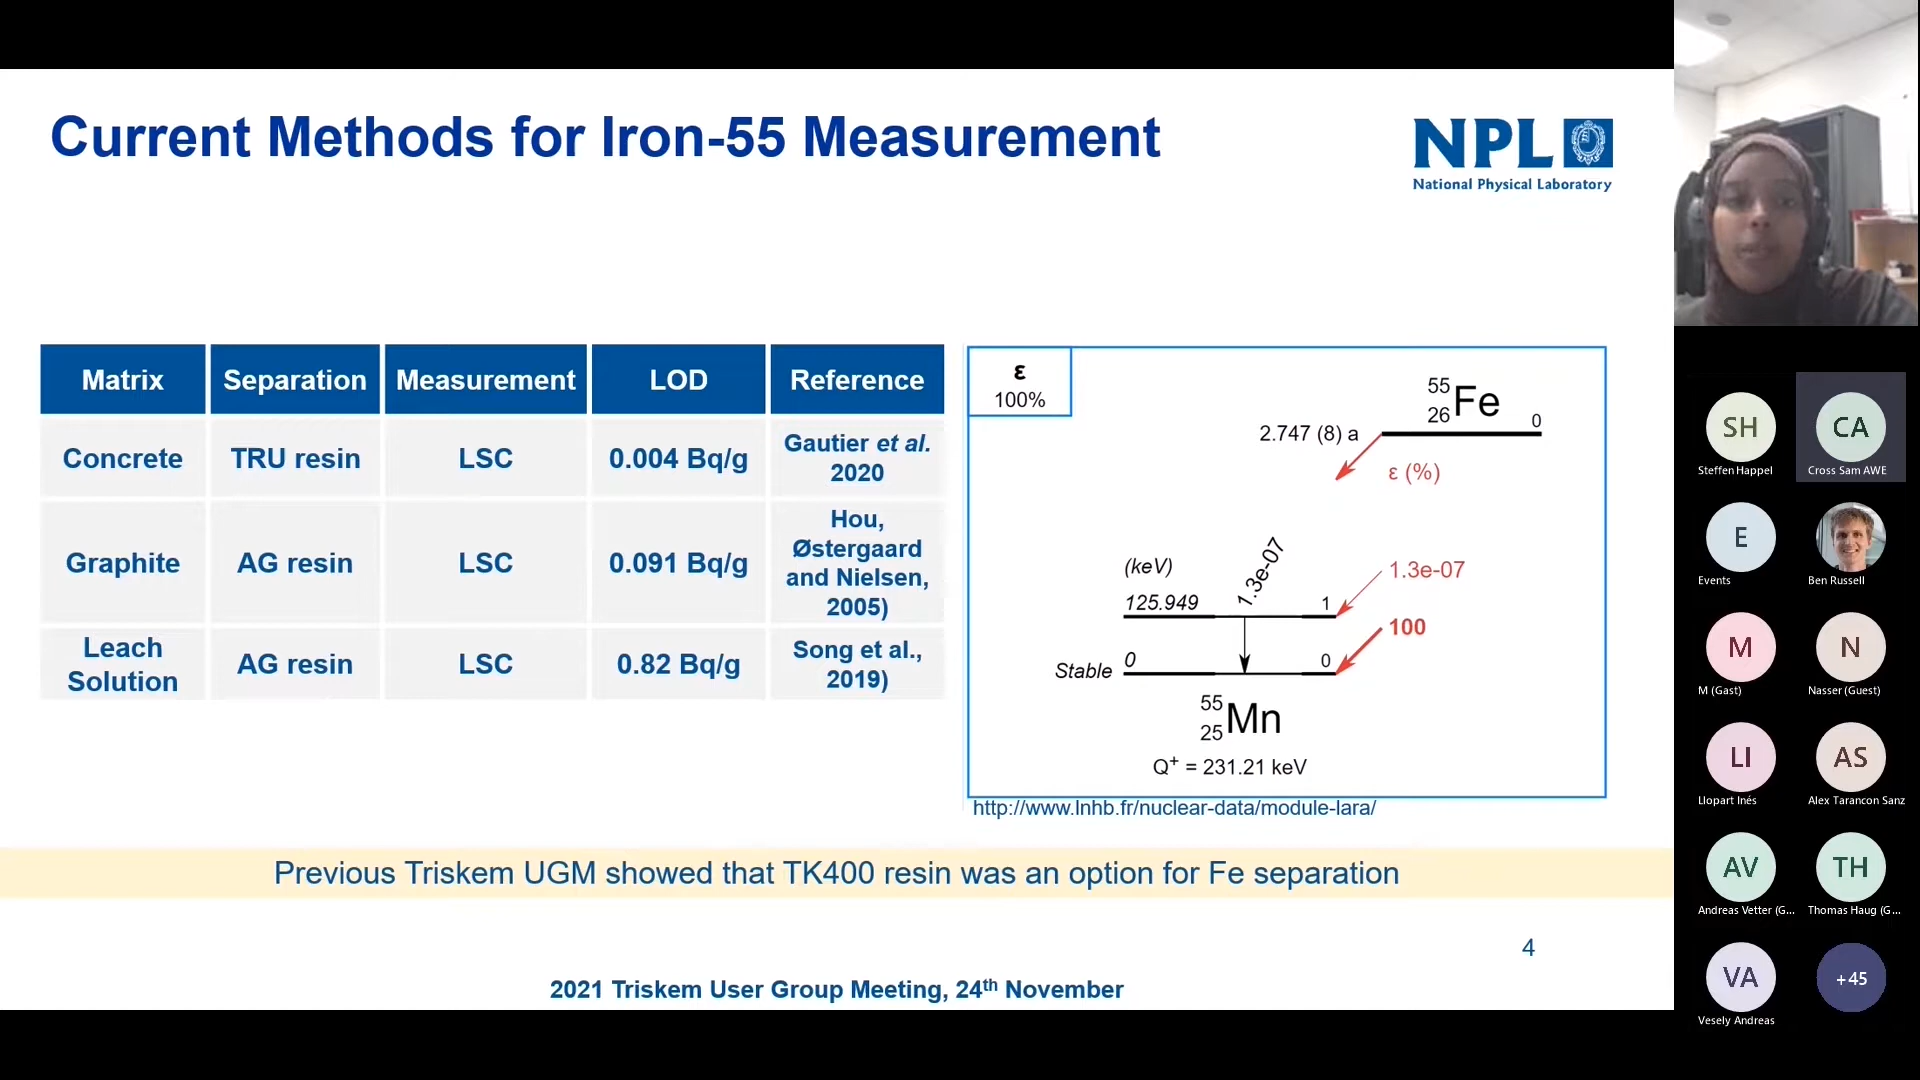 Current Methods for Iron-55 Measurement
NPL
National Physical Laboratory
Matrix Separation Measurement LOD Reference
Concrete TRU resin LSC 0.004 Bq/g Gautier et al.
2020
Graphite AG resin LSC 0.091 Bq/g Hou,
Østergaard
and Nielsen,
2005)
Leach
Solution AG resin LSC 0.82 Bq/g Song et al.,
2019)
ε
100%
55
26 Fe 0
2.747 (8) a
ε (%)
(keV)
1.3e-07
1.3e-07
125.949 1
100
Stable 0 0
55
25 Mn
Q+ = 231.21 keV
http://www.lnhb.fr/nuclear-data/module-lara/
Previous Triskem UGM showed that TK400 resin was an option for Fe separation
4
2021 Triskem User Group Meeting, 24th November
SH CA
Steffen Happel Cross Sam AWE
E
Events Ben Russell
M N
M (Gast) Nasser (Guest)
LI AS
Llopart Inés Alex Tarancon Sanz
AV TH
Andreas Vetter (G... Thomas Haug (G...
VA +45
Vesely Andreas